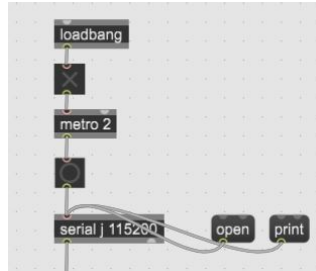 loadbang
metro 2
serial j 115200
open
print